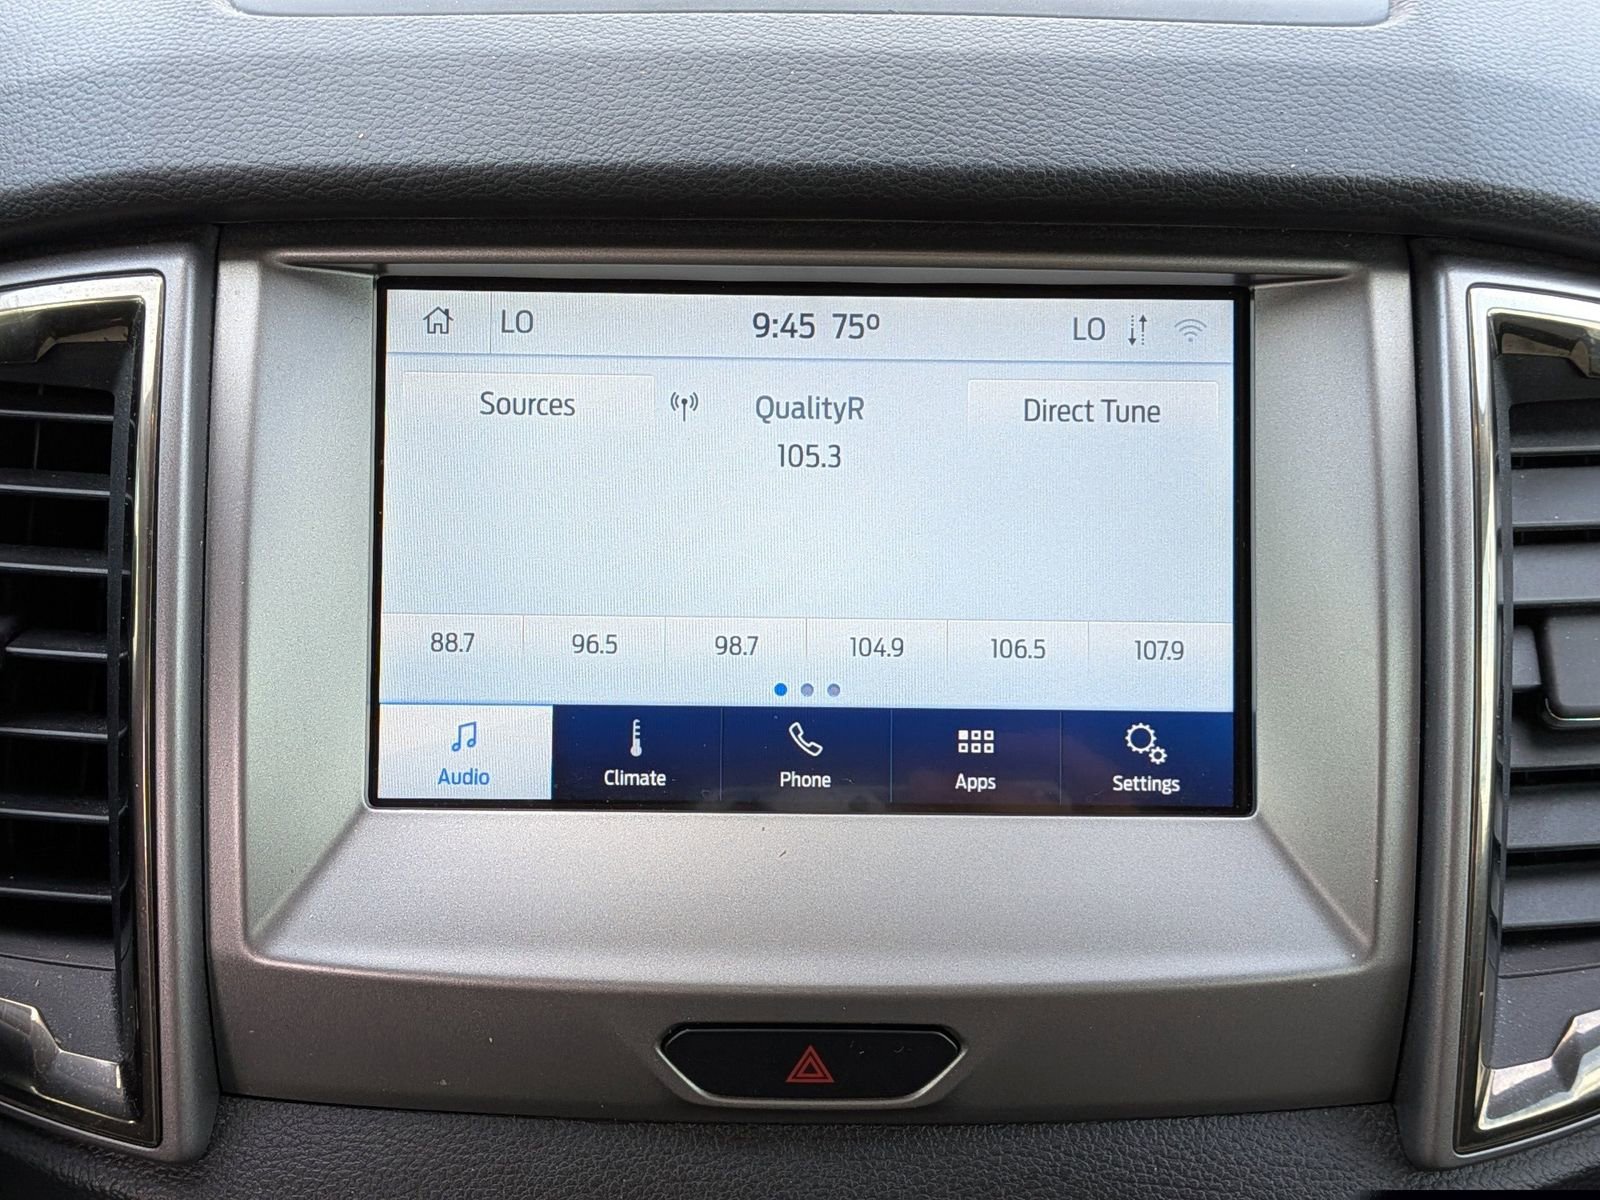 LO 9:45 75º LO
Sources QualityR Direct Tune
105.3
88.7 96.5 98.7 104.9 106.5 107.9
Audio Climate Phone Apps Settings